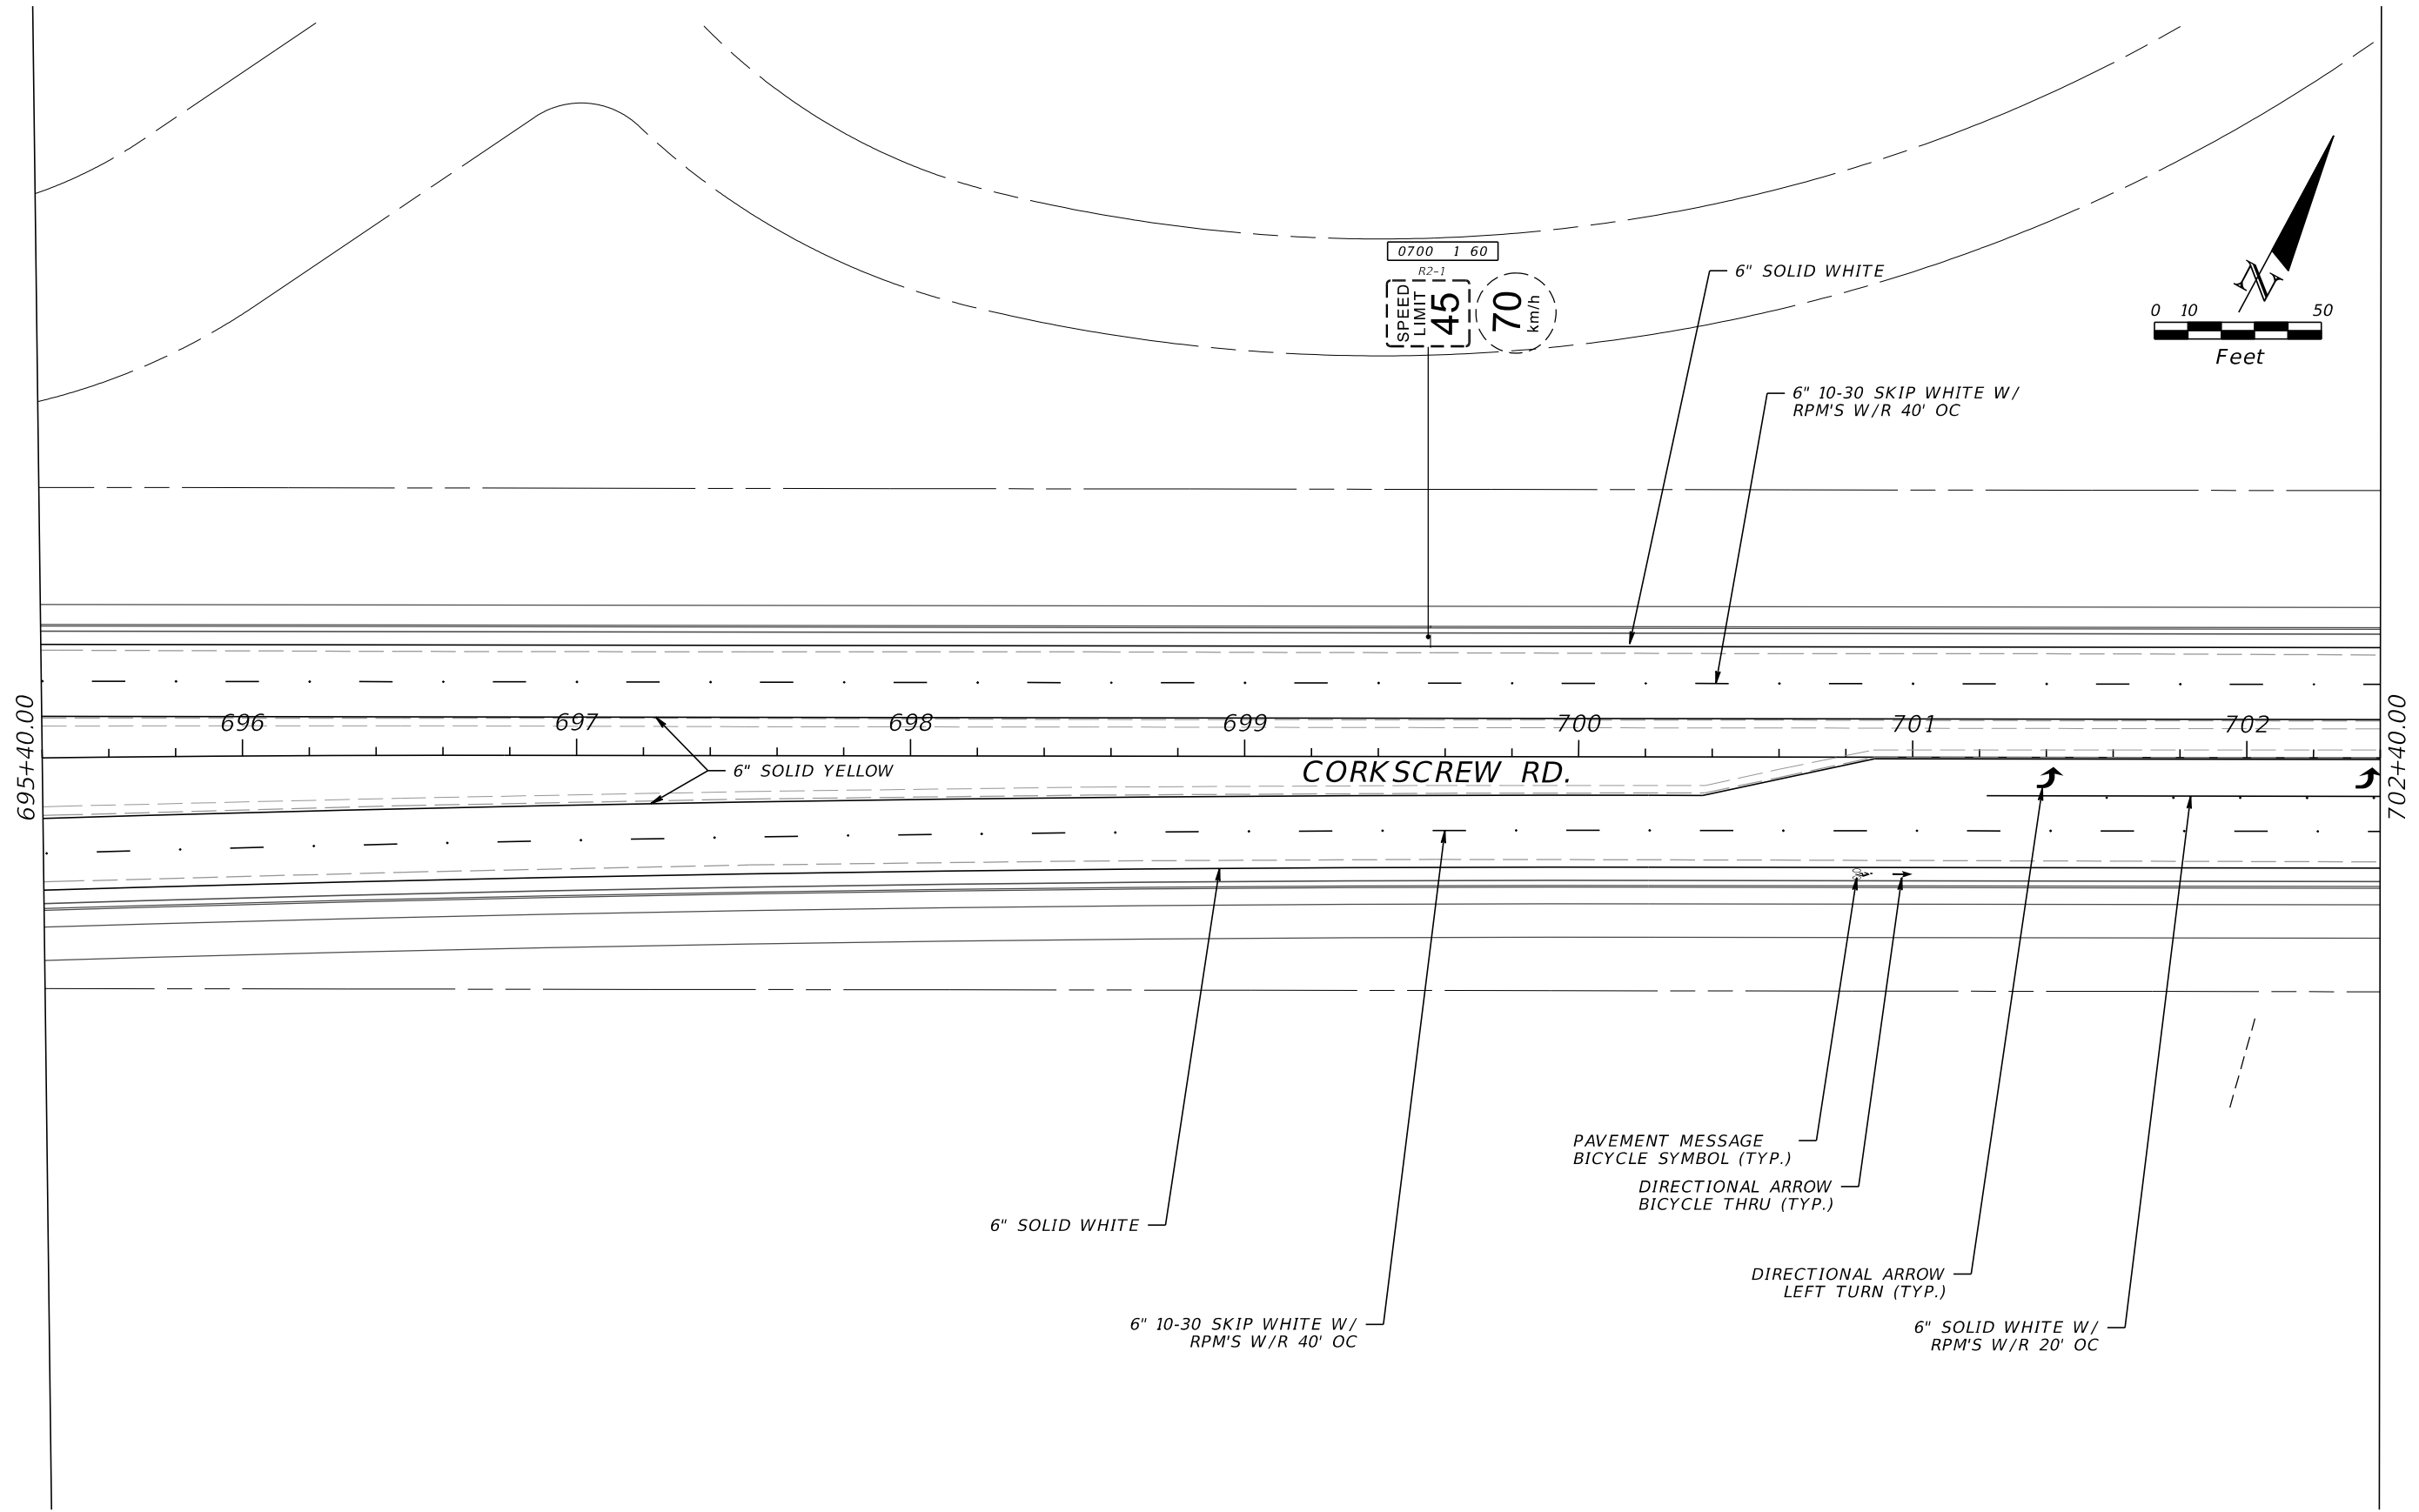 0700 1 60
R2-1
SPEED
LIMIT
45
70
km/h
6" SOLID WHITE
N
0 10 50
Feet
6" 10-30 SKIP WHITE W/
RPM'S W/R 40' OC
695+40.00
696 697 698 699 700 701 702
702+40.00
6" SOLID YELLOW
CORKSCREW RD.
PAVEMENT MESSAGE
BICYCLE SYMBOL (TYP.)
DIRECTIONAL ARROW
BICYCLE THRU (TYP.)
6" SOLID WHITE
DIRECTIONAL ARROW
LEFT TURN (TYP.)
6" 10-30 SKIP WHITE W/
RPM'S W/R 40' OC
6" SOLID WHITE W/
RPM'S W/R 20' OC